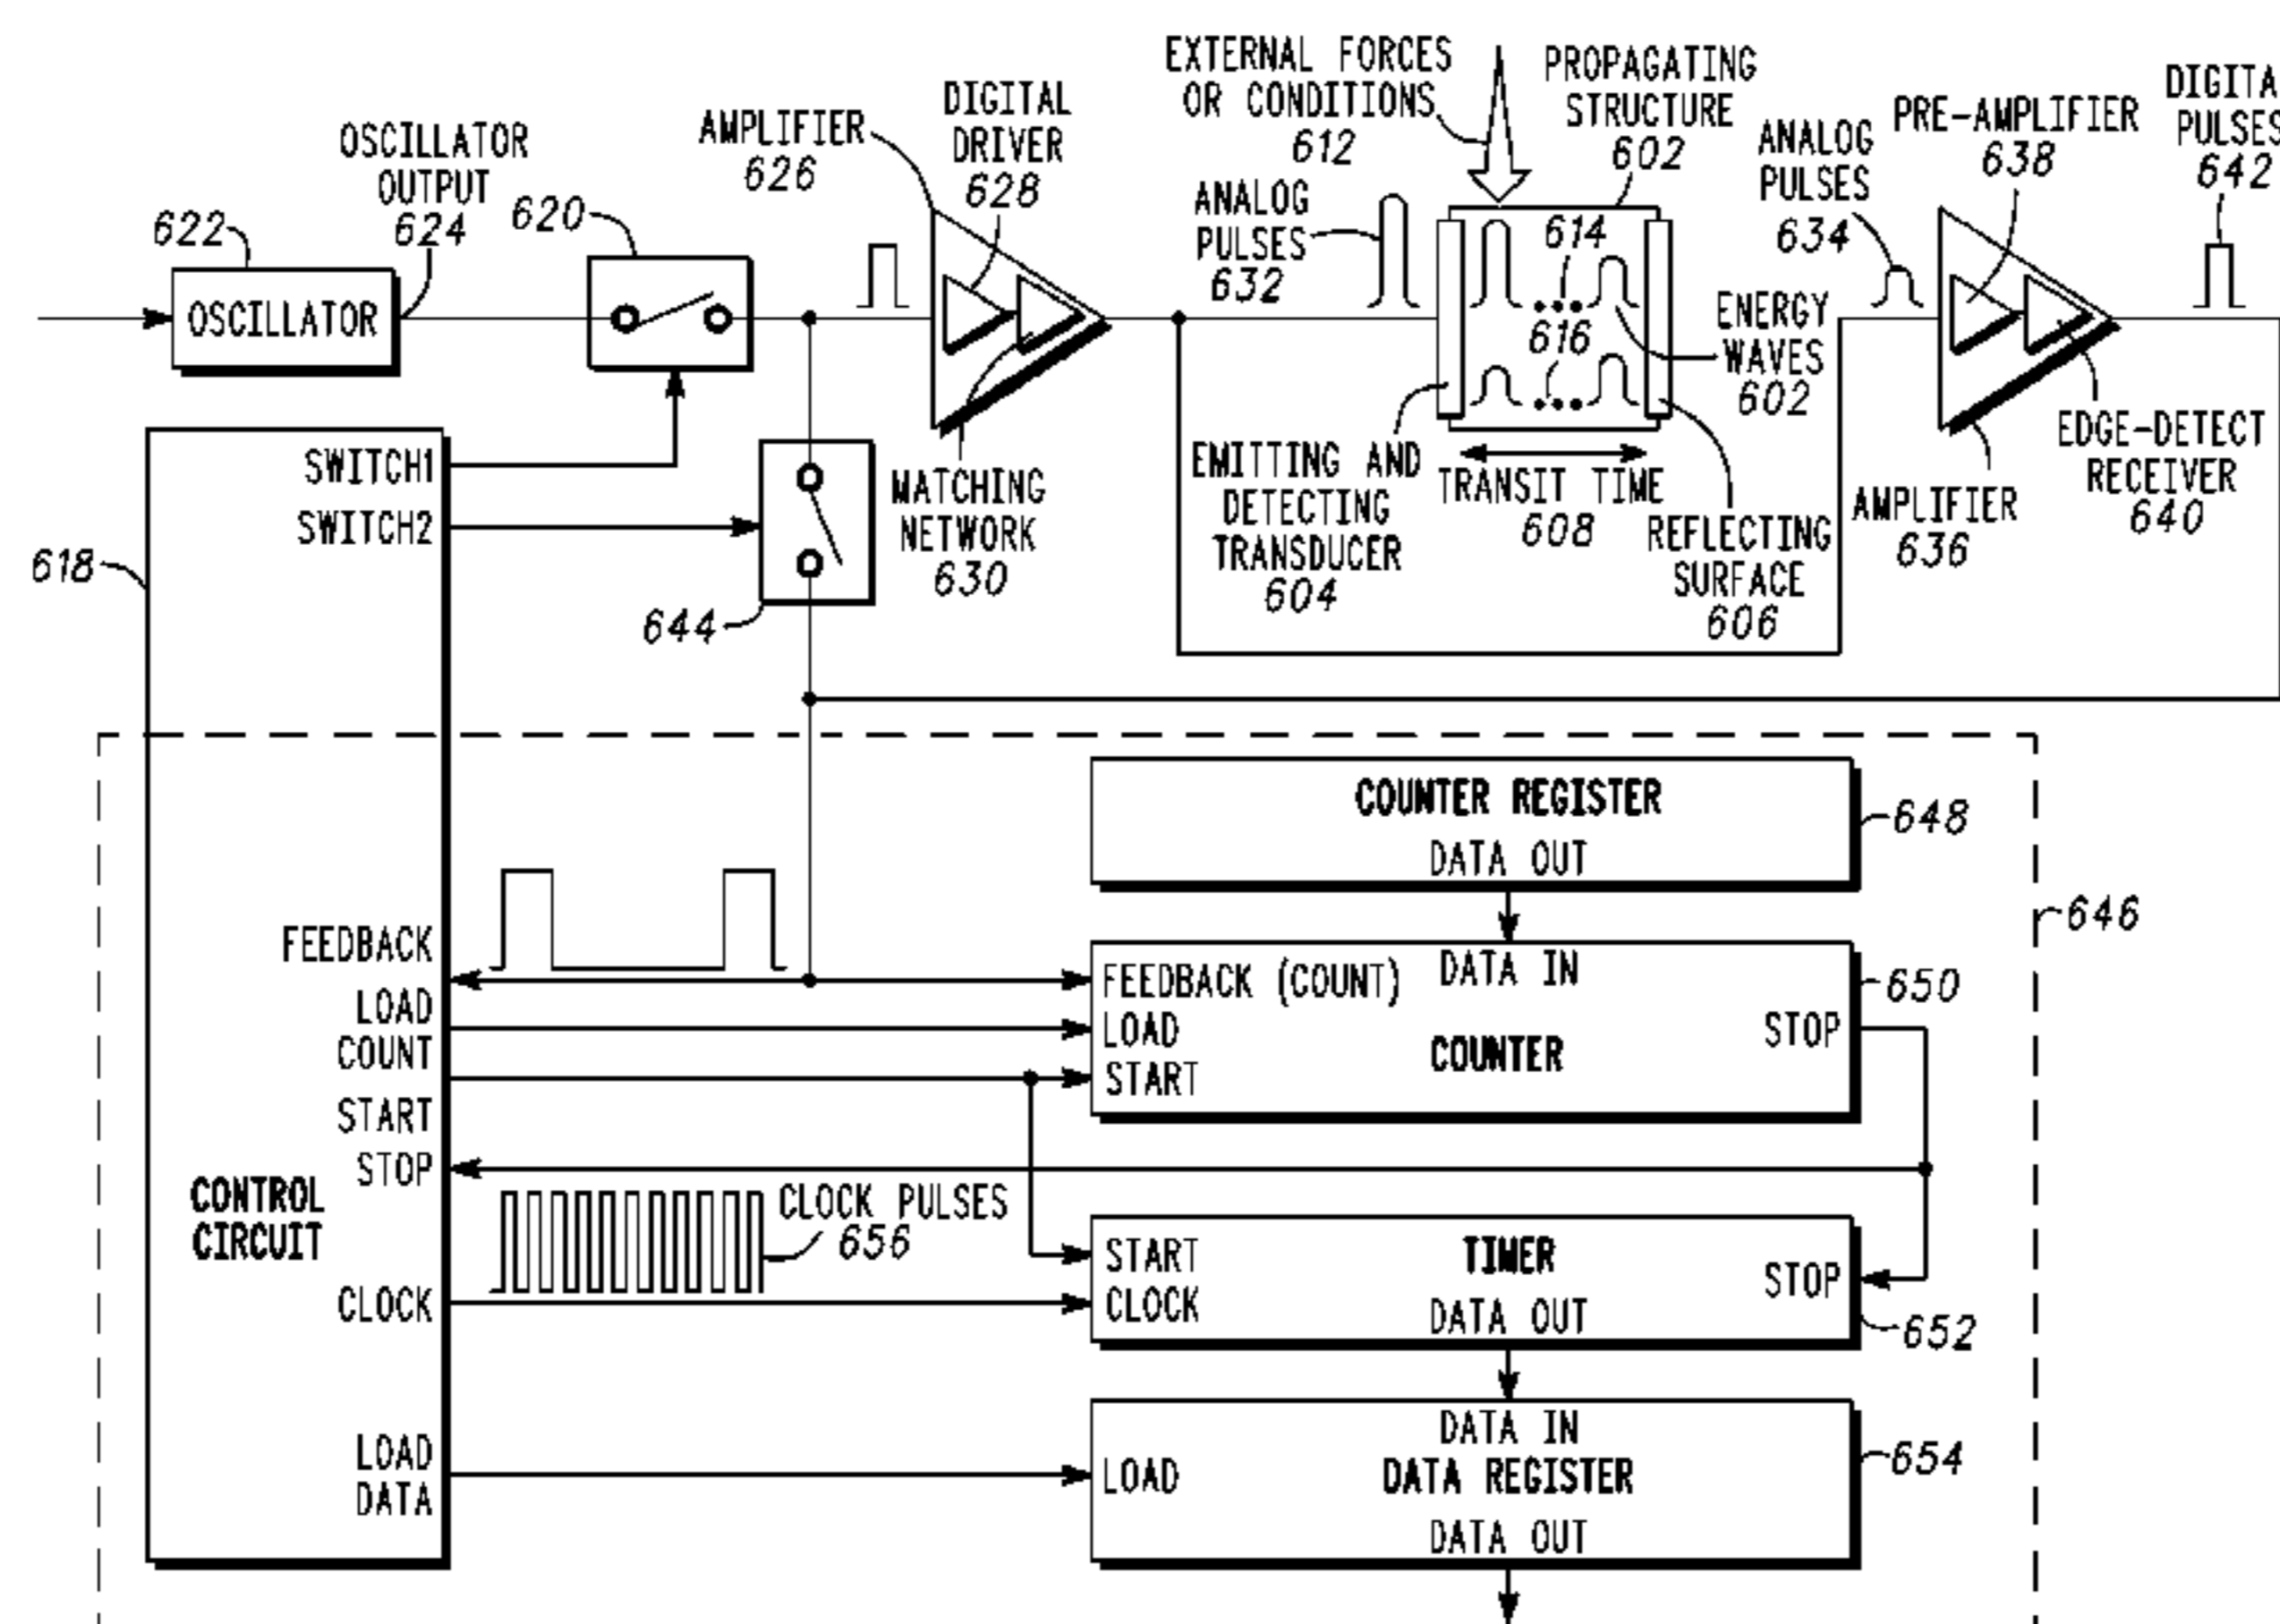 EXTERNAL FORCES
OR CONDITIONS
612
PROPAGATING
STRUCTURE
602
DIGITA
PULSES
642
PRE-AMPLIFIER
638
ANALOG
PULSES
634
DIGITAL
DRIVER
628
AMPLIFIER
626
OSCILLATOR
OUTPUT
624
620
622
OSCILLATOR
ANALOG
PULSES
632
614
616
ENERGY
WAVES
602
EDGE-DETECT
RECEIVER
640
AMPLIFIER
636
EMITTING AND
DETECTING
TRANSDUCER
604
TRANSIT TIME
608
REFLECTING
SURFACE
606
MATCHING
NETWORK
630
644
SWITCH1
SWITCH2
618
COUNTER REGISTER
DATA OUT
648
646
FEEDBACK
LOAD
COUNT
START
STOP
CONTROL
CIRCUIT
CLOCK
LOAD
DATA
FEEDBACK (COUNT)
DATA IN
LOAD
COUNTER
START
STOP
650
CLOCK PULSES
656
START
TIMER
STOP
CLOCK
DATA OUT
652
DATA IN
LOAD
DATA REGISTER
DATA OUT
654